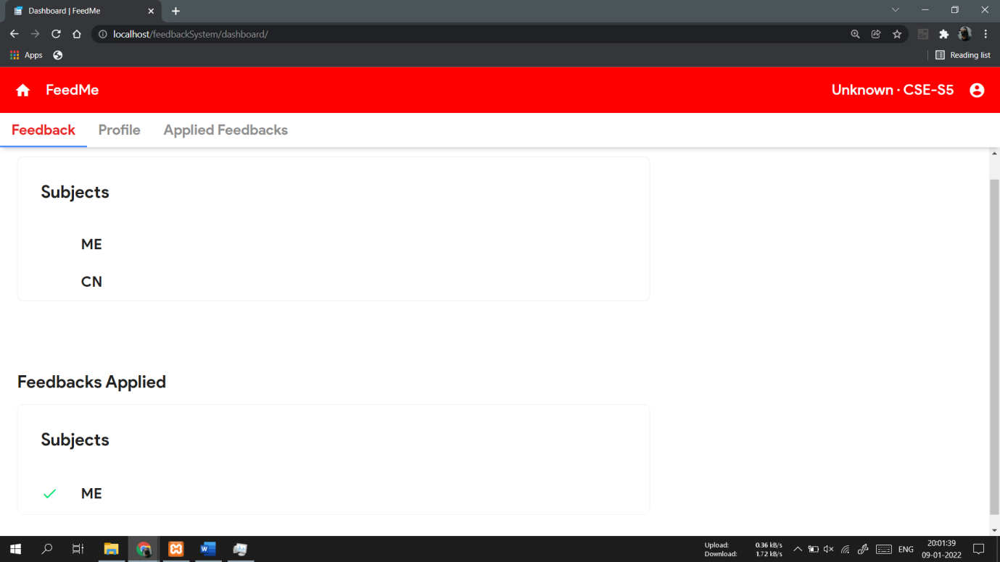 Dashboard | FeedMe
localhost/feedbackSystem/dashboard/
Apps
Reading list
FeedMe
Unknown · CSE-S5
Feedback Profile Applied Feedbacks
Subjects
ME
CN
Feedbacks Applied
Subjects
ME
Upload: 0.36 kB/s
Download: 1.72 kB/s
ENG
20:01:39
09-01-2022